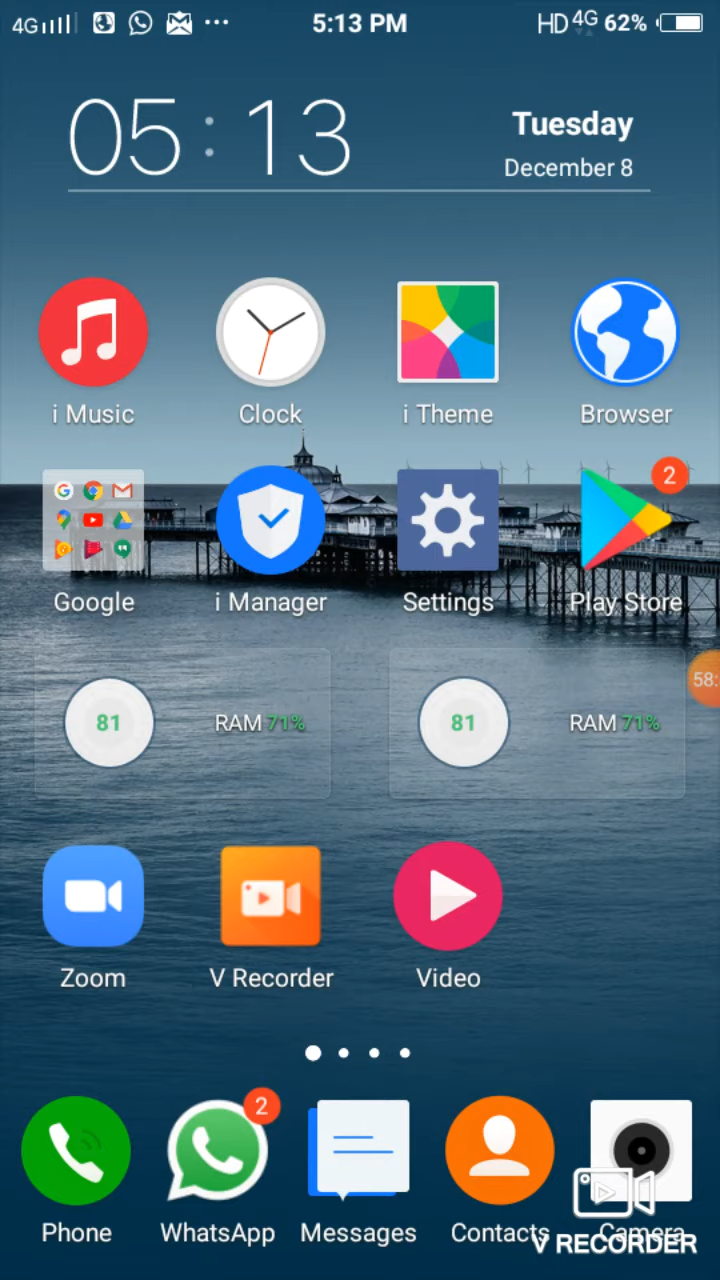 4G 5:13 PM HD 4G 62%
05:13 Tuesday
December 8
i Music Clock i Theme Browser
2
Google i Manager Settings Play Store
58:
81 RAM 71% 81 RAM 71%
Zoom V Recorder Video
2
Phone WhatsApp Messages Contacts Camera
V RECORDER